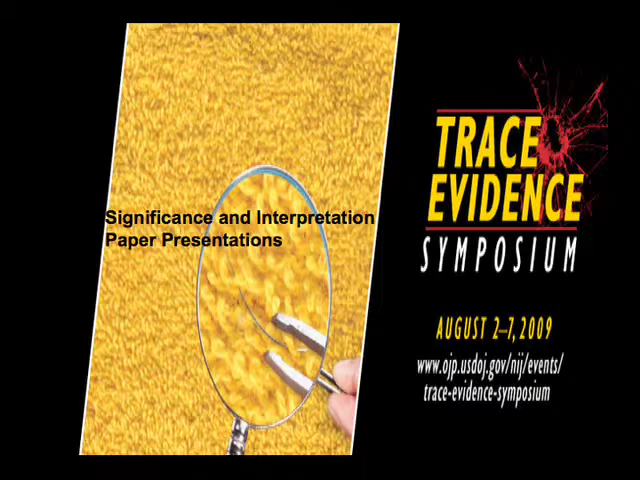 Significance and Interpretation
Paper Presentations
TRACE
EVIDENCE
SYMPOSIUM
AUGUST 2–7, 2009
www.ojp.usdoj.gov/nij/events/
trace-evidence-symposium